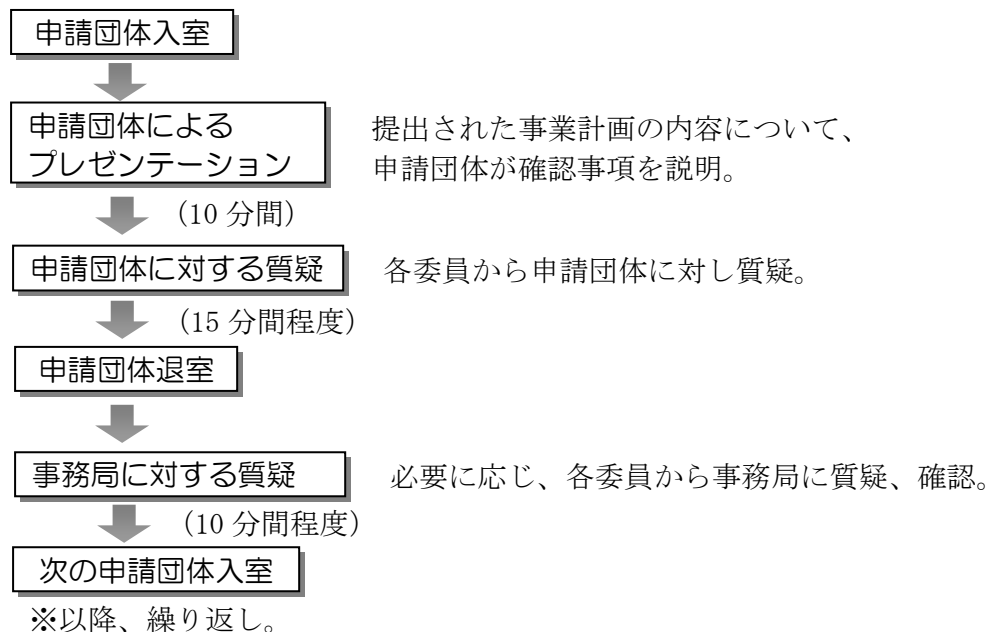 申請団体入室
申請団体による
プレゼンテーション
提出された事業計画の内容について、
申請団体が確認事項を説明。
（10 分間）
申請団体に対する質疑
各委員から申請団体に対し質疑。
（15 分間程度）
申請団体退室
事務局に対する質疑
必要に応じ、各委員から事務局に質疑、確認。
（10 分間程度）
次の申請団体入室
※以降、繰り返し。